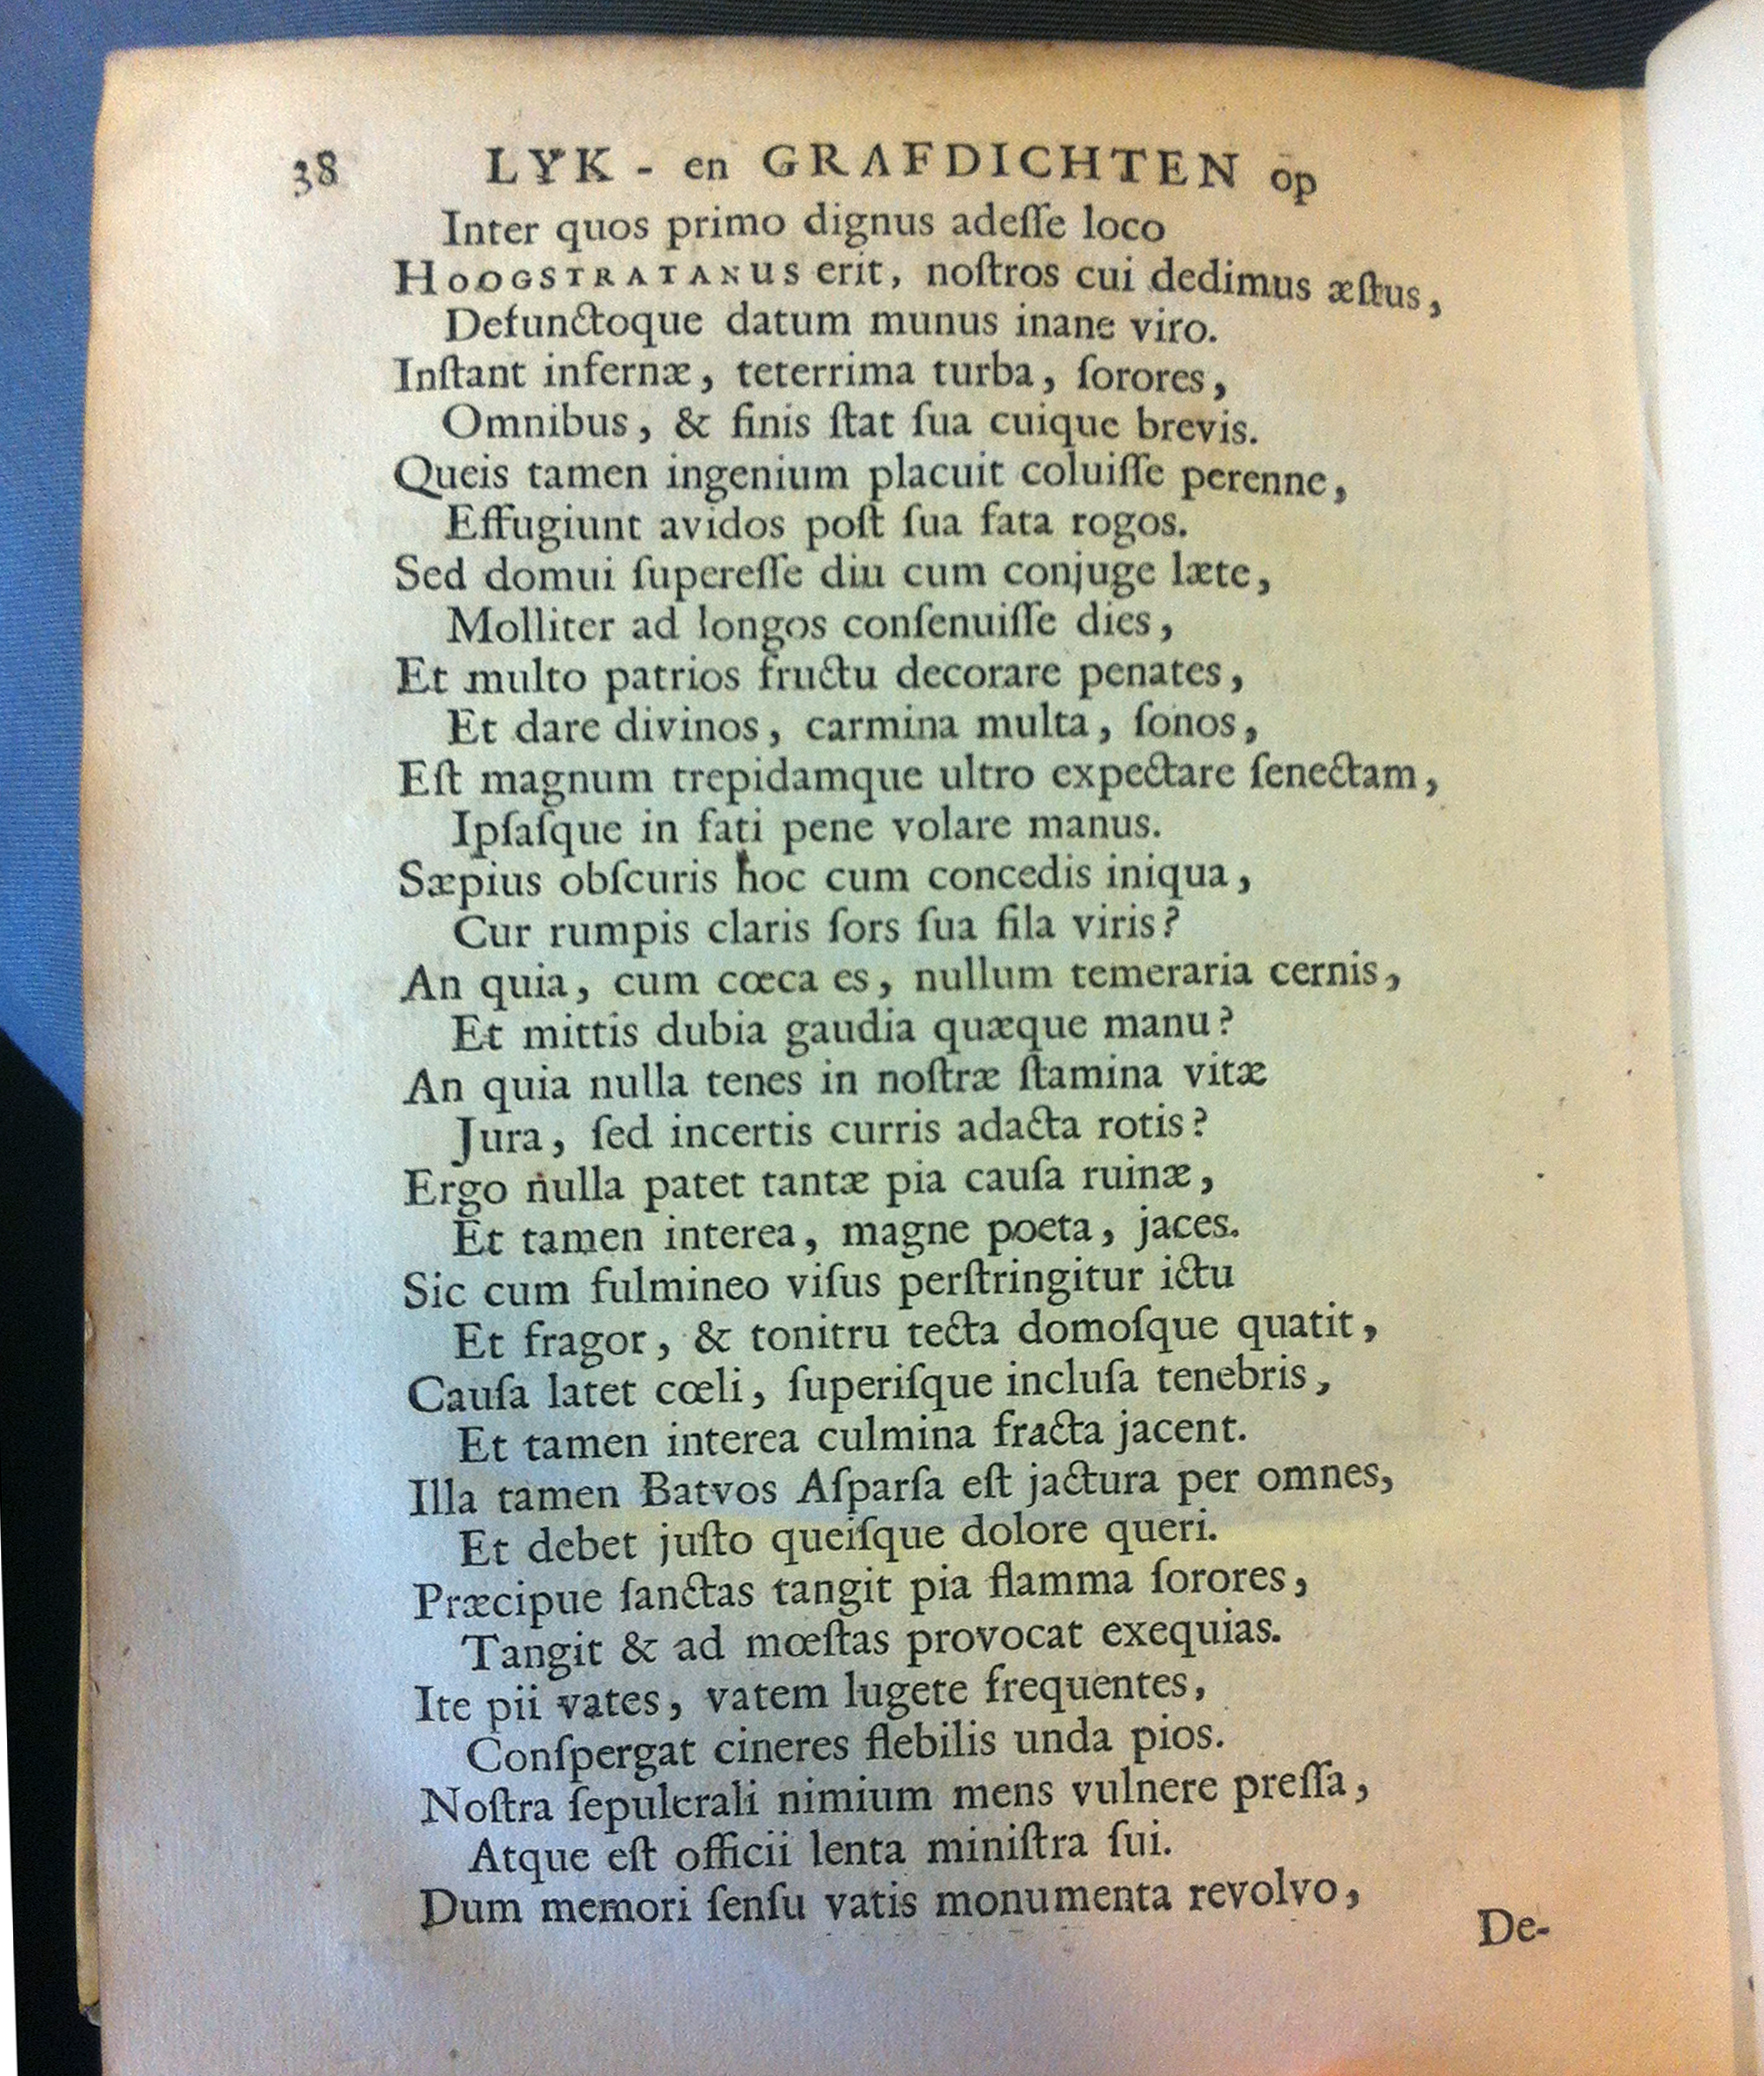 38 LYK - en GRAFDICHTEN op
Inter quos primo dignus adeſſe loco
HOOGSTRATANUS erit, noſtros cui dedimus æſtus,
Defunctoque datum munus inane viro.
Inſtant infernæ, teterrima turba, ſorores,
Omnibus, & finis ſtat ſua cuique brevis.
Queis tamen ingenium placuit coluiſſe perenne,
Effugiunt avidos poſt ſua fata rogos.
Sed domui ſupereſſe diu cum conjuge læte,
Molliter ad longos conſenuiſſe dies,
Et multo patrios fructu decorare penates,
Et dare divinos, carmina multa, ſonos,
Eſt magnum trepidamque ultro expectare ſenectam,
Ipſaſque in fati pene volare manus.
Sæpius obſcuris hoc cum concedis iniqua,
Cur rumpis claris ſors ſua fila viris?
An quia, cum cœca es, nullum temeraria cernis,
Et mittis dubia gaudia quæque manu?
An quia nulla tenes in noſtræ ſtamina vitæ
Jura, ſed incertis curris adacta rotis?
Ergo nulla patet tantæ pia cauſa ruinæ,
Et tamen interea, magne poeta, jaces.
Sic cum fulmineo viſus perſtringitur ictu
Et fragor, & tonitru tecta domoſque quatit,
Cauſa latet cœli, ſuperiſque incluſa tenebris,
Et tamen interea culmina fracta jacent.
Illa tamen Batvos Aſparſa eſt jactura per omnes,
Et debet juſto queiſque dolore queri.
Præcipue ſanctas tangit pia flamma ſorores,
Tangit & ad mœſtas provocat exequias.
Ite pii vates, vatem lugete frequentes,
Conſpergat cineres flebilis unda pios.
Noſtra ſepulcrali nimium mens vulnere preſſa,
Atque eſt officii lenta miniſtra ſui.
Dum memori ſenſu vatis monumenta revolvo,
De-